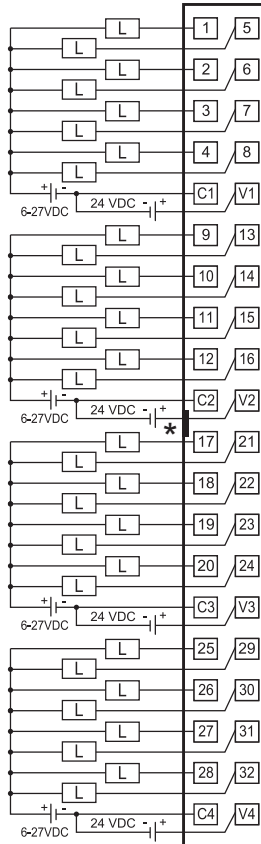 L 1 5
L
L 2 6
L
L 3 7
L
L 4 8
L
+ - C1 V1
6-27VDC 24 VDC - +
L 9 13
L
L 10 14
L
L 11 15
L
L 12 16
L
+ - C2 V2
6-27VDC 24 VDC - +
*
L 17 21
L
L 18 22
L
L 19 23
L
L 20 24
L
+ - C3 V3
6-27VDC 24 VDC - +
L 25 29
L
L 26 30
L
L 27 31
L
L 28 32
L
+ - C4 V4
6-27VDC 24 VDC - +